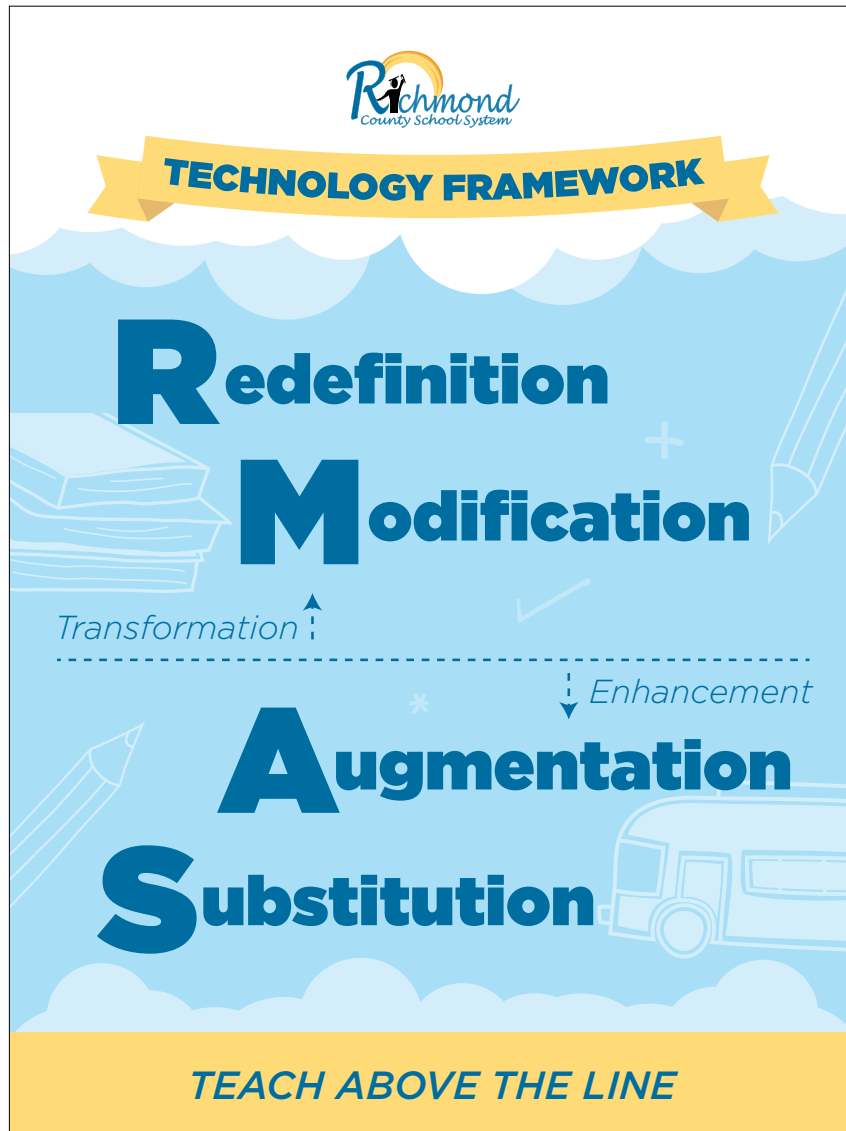 Richmond
County School System
TECHNOLOGY FRAMEWORK
Redefinition
Modification
Transformation
Enhancement
Augmentation
Substitution
TEACH ABOVE THE LINE